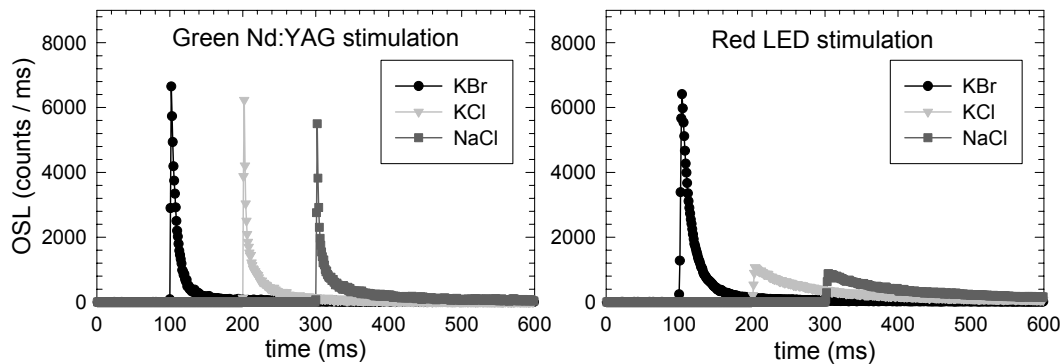 Green Nd:YAG stimulation
KBr
KCl
NaCl
OSL (counts / ms)
8000
6000
4000
2000
0
0 100 200 300 400 500 600
time (ms)
Red LED stimulation
KBr
KCl
NaCl
8000
6000
4000
2000
0
0 100 200 300 400 500 600
time (ms)